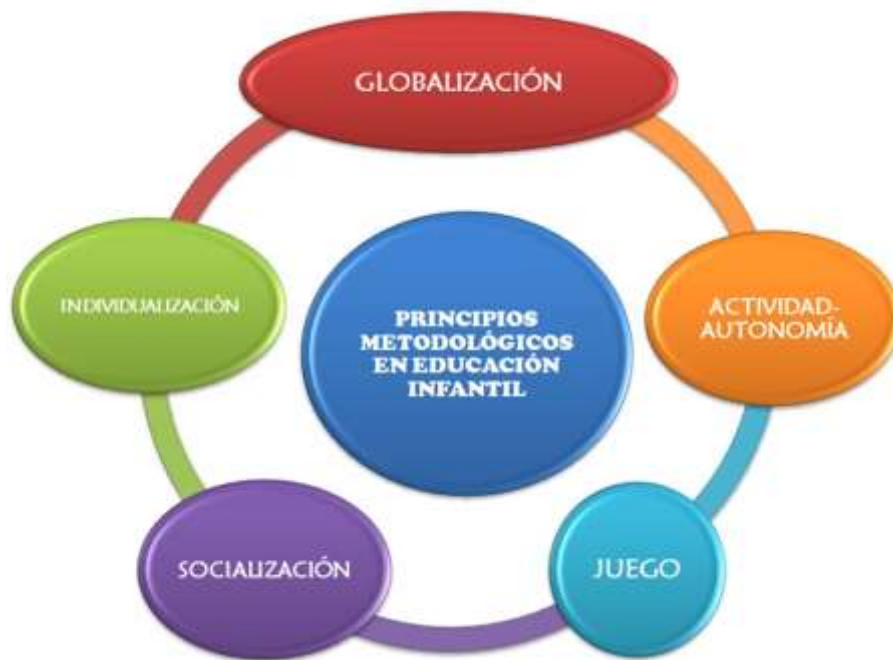 GLOBALIZACIÓN
INDIVIDUALIZACIÓN
PRINCIPIOS
METODOLÓGICOS
EN EDUCACIÓN
INFANTIL
ACTIVIDAD-
AUTONOMÍA
SOCIALIZACIÓN
JUEGO